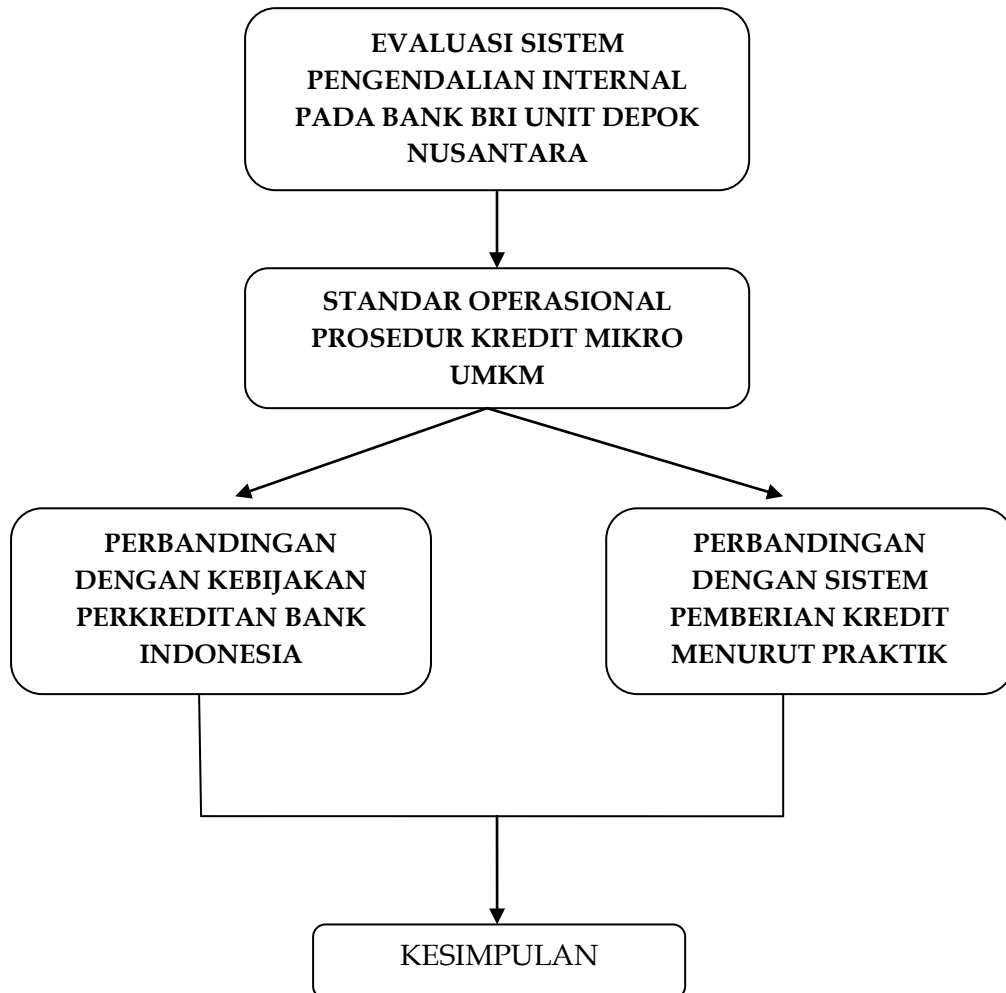 EVALUASI SISTEM
PENGENDALIAN INTERNAL
PADA BANK BRI UNIT DEPOK
NUSANTARA
STANDAR OPERASIONAL
PROSEDUR KREDIT MIKRO
UMKM
PERBANDINGAN
DENGAN KEBIJAKAN
PERKREDITAN BANK
INDONESIA
PERBANDINGAN
DENGAN SISTEM
PEMBERIAN KREDIT
MENURUT PRAKTIK
KESIMPULAN